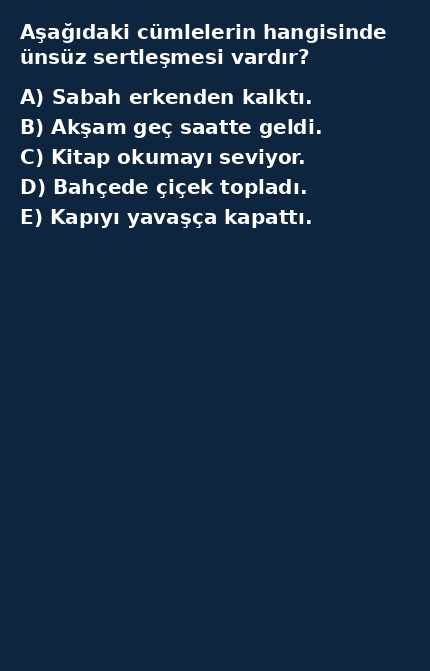 Aşağıdaki cümlelerin hangisinde
ünsüz sertleşmesi vardır?
A) Sabah erkenden kalktı.
B) Akşam geç saatte geldi.
C) Kitap okumayı seviyor.
D) Bahçede çiçek topladı.
E) Kapıyı yavaşça kapattı.